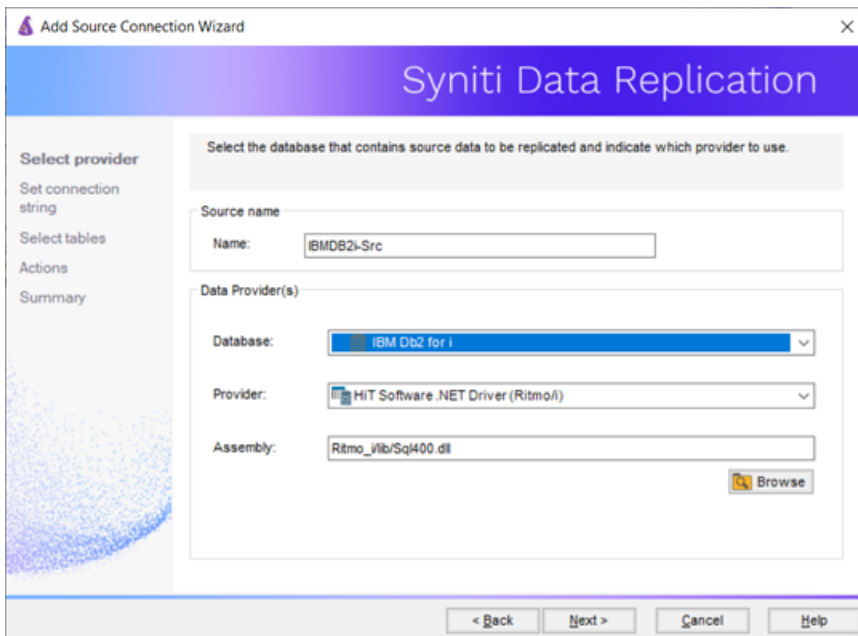 Add Source Connection Wizard
Syniti Data Replication
Select provider
Set connection
string
Select tables
Actions
Summary
Select the database that contains source data to be replicated and indicate which provider to use.
Source name
Name: IBMDB2i-Src
Data Provider(s)
Database: IBM Db2 for i
Provider: HiT Software .NET Driver (Ritmo/i)
Assembly: Ritmo_i/lib/Sql400.dll
Browse
< Back Next > Cancel Help